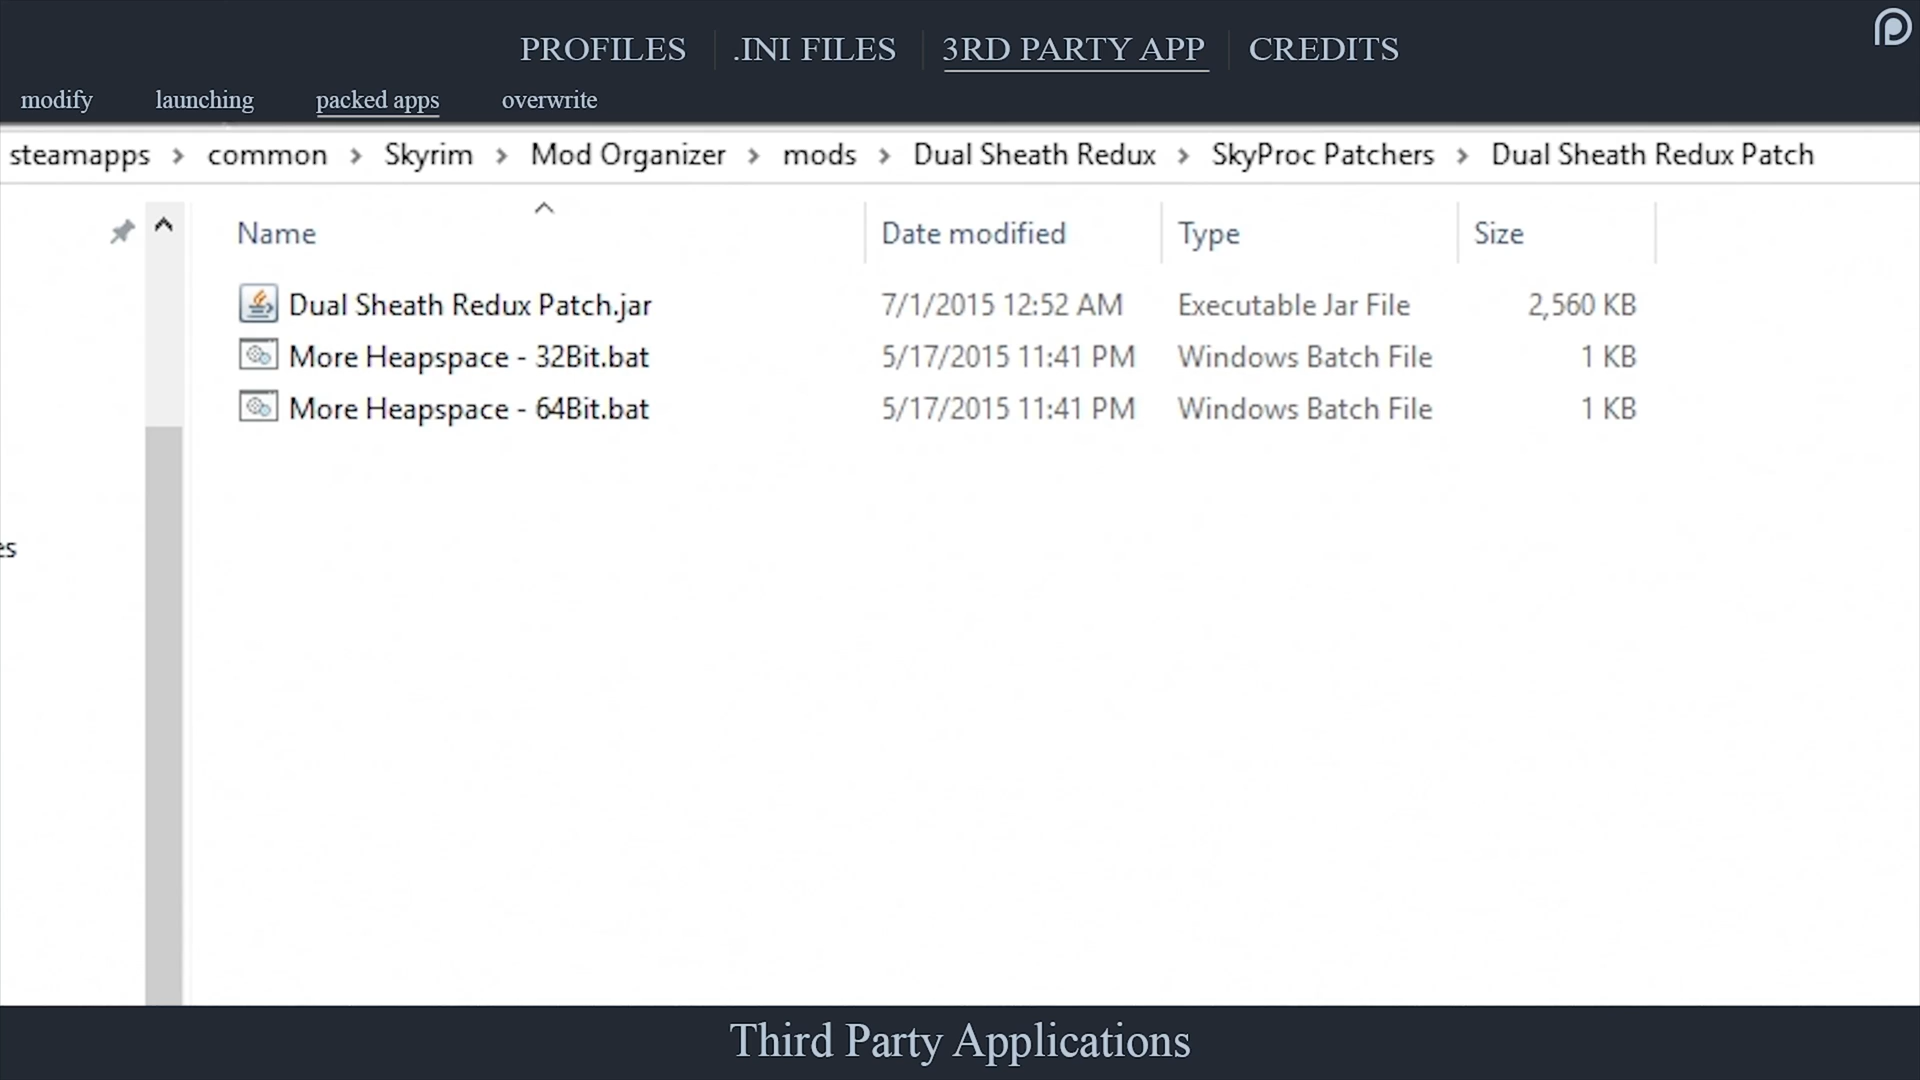 PROFILES .INI FILES 3RD PARTY APP CREDITS
modify launching packed apps overwrite
steamapps > common > Skyrim > Mod Organizer > mods > Dual Sheath Redux > SkyProc Patchers > Dual Sheath Redux Patch
Name Date modified Type Size
Dual Sheath Redux Patch.jar 7/1/2015 12:52 AM Executable Jar File 2,560 KB
More Heapspace - 32Bit.bat 5/17/2015 11:41 PM Windows Batch File 1 KB
More Heapspace - 64Bit.bat 5/17/2015 11:41 PM Windows Batch File 1 KB
es
Third Party Applications